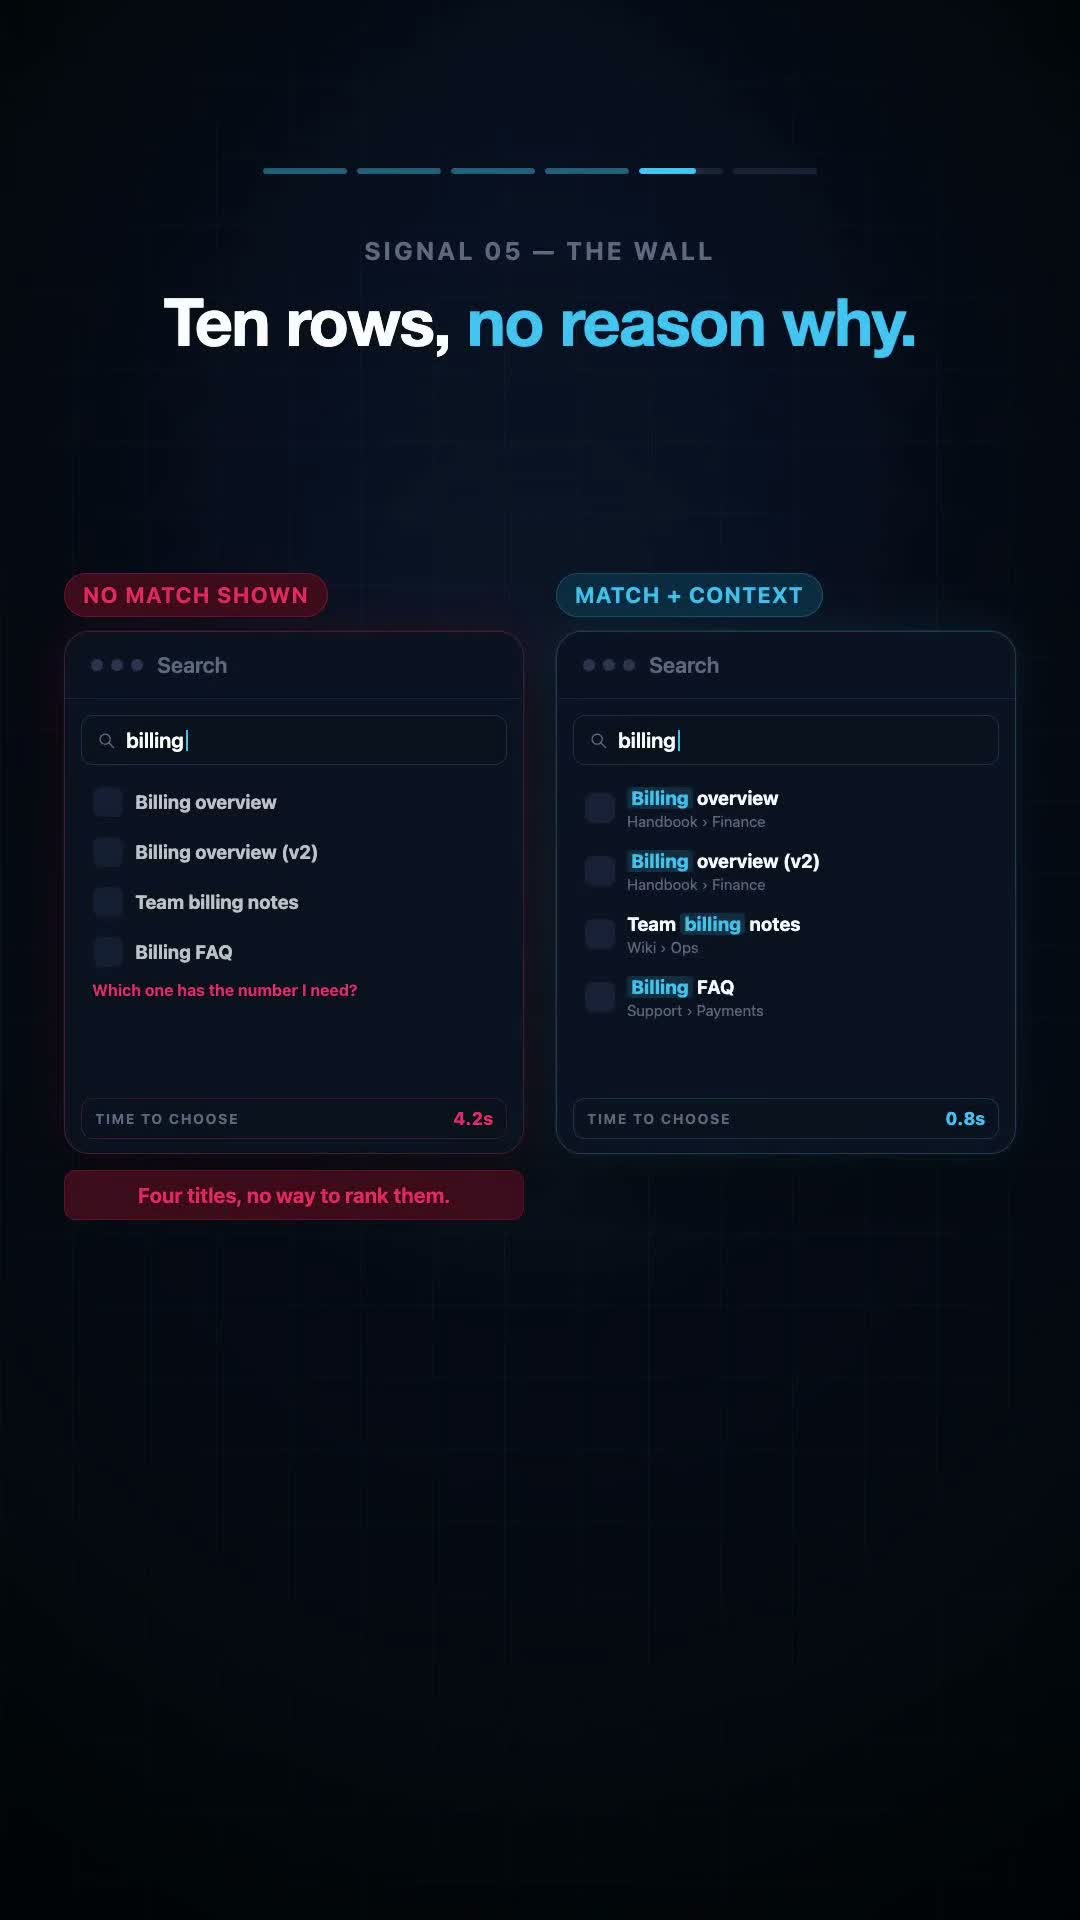 SIGNAL 05 — THE WALL
Ten rows, no reason why.
NO MATCH SHOWN
Search
billing
Billing overview
Billing overview (v2)
Team billing notes
Billing FAQ
Which one has the number I need?
TIME TO CHOOSE 4.2s
Four titles, no way to rank them.
MATCH + CONTEXT
Search
billing
Billing overview
Handbook › Finance
Billing overview (v2)
Handbook › Finance
Team billing notes
Wiki › Ops
Billing FAQ
Support › Payments
TIME TO CHOOSE 0.8s